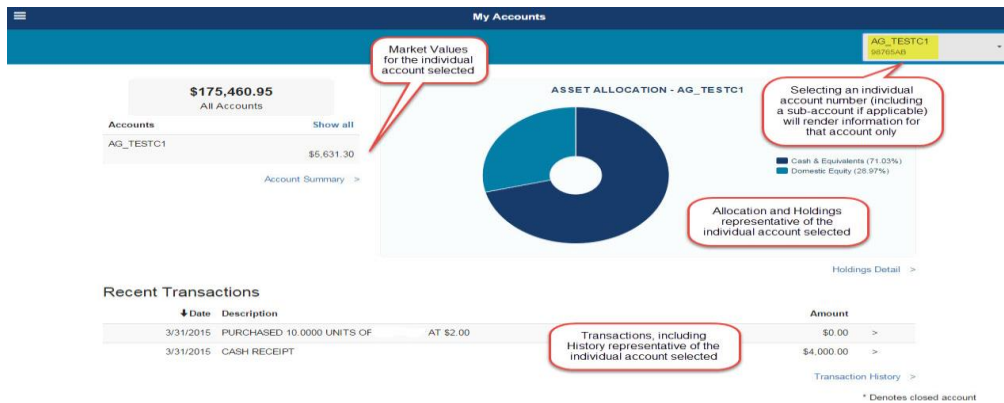 My Accounts
AG_TESTC1
98765AB
Market Values
for the individual
account selected
$175,460.95
All Accounts
Accounts Show all
AG_TESTC1
$5,631.30
Account Summary >
ASSET ALLOCATION - AG_TESTC1
Selecting an individual
account number (including
a sub-account if applicable)
will render information for
that account only
Cash & Equivalents (71.03%)
Domestic Equity (28.97%)
Allocation and Holdings
representative of the
individual account selected
Holdings Detail >
Recent Transactions
Date Description Amount
3/31/2015 PURCHASED 10.0000 UNITS OF AT $2.00 $0.00 >
3/31/2015 CASH RECEIPT $4,000.00 >
Transactions, including
History representative of the
individual account selected
Transaction History >
* Denotes closed account